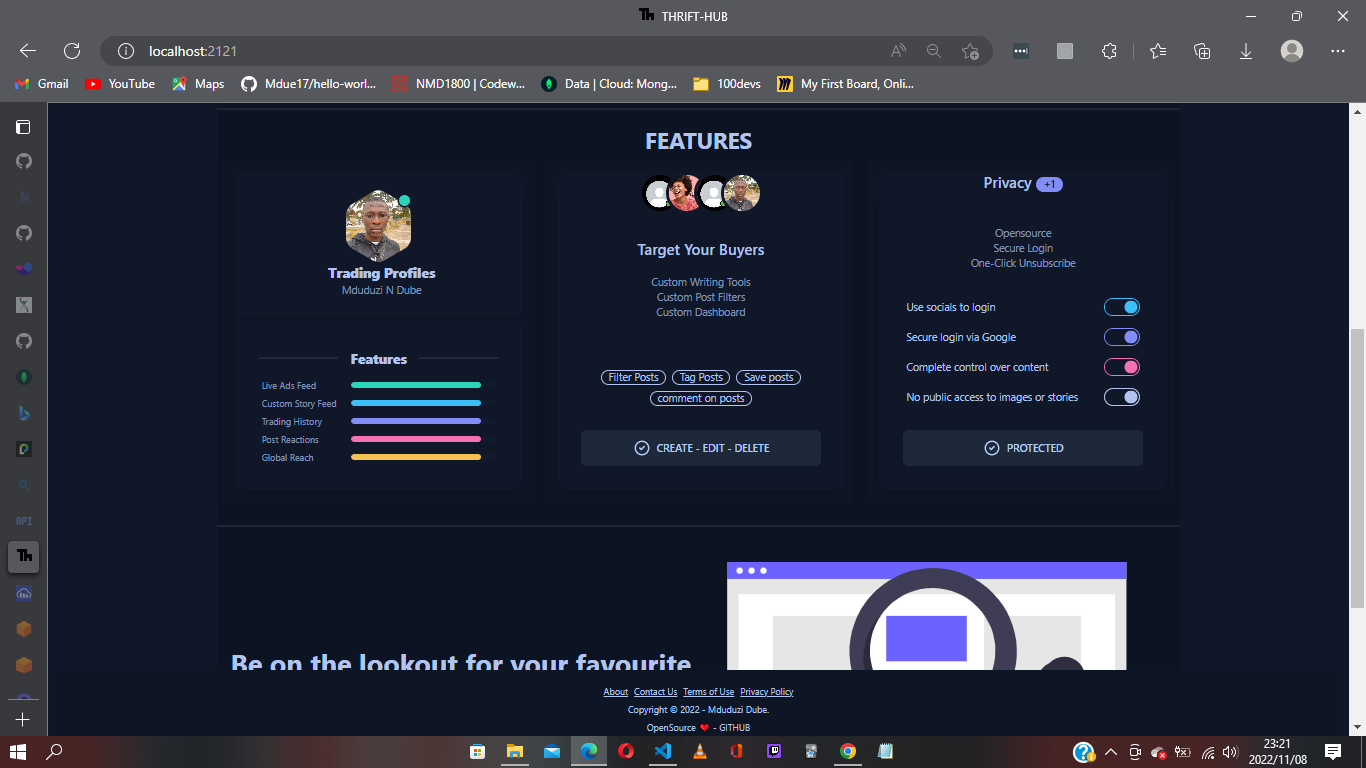 Th THRIFT-HUB
localhost:2121
Gmail YouTube Maps Mdue17/hello-worl... NMD1800 | Codew... Data | Cloud: Mong... 100devs My First Board, Onli...
FEATURES
Trading Profiles
Mduduzi N Dube
Features
Live Ads Feed
Custom Story Feed
Trading History
Post Reactions
Global Reach
Target Your Buyers
Custom Writing Tools
Custom Post Filters
Custom Dashboard
Filter Posts Tag Posts Save posts
comment on posts
CREATE - EDIT - DELETE
Privacy +1
Opensource
Secure Login
One-Click Unsubscribe
Use socials to login
Secure login via Google
Complete control over content
No public access to images or stories
PROTECTED
API
Th
Be on the lookout for your favourite
About Contact Us Terms of Use Privacy Policy
Copyright © 2022 - Mduduzi Dube.
OpenSource ❤ - GITHUB
23:21
2022/11/08